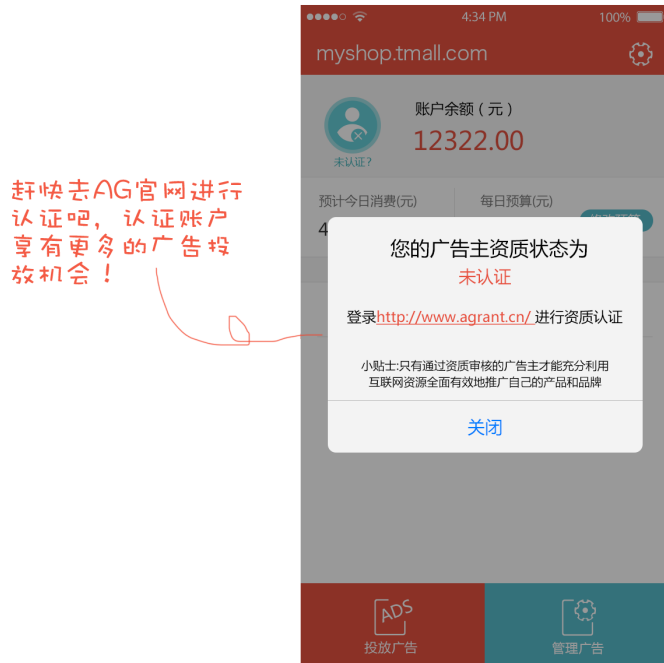 4:34 PM
100%
myshop.tmall.com
账户余额（元）
12322.00
未认证?
预计今日消费(元)
每日预算(元)
4
赶快去AG官网进行
认证吧，认证账户
享有更多的广告投
放机会！
您的广告主资质状态为
未认证
登录http://www.agrant.cn/ 进行资质认证
小贴士:只有通过资质审核的广告主才能充分利用
互联网资源全面有效地推广自己的产品和品牌
关闭
ADS
投放广告
管理广告